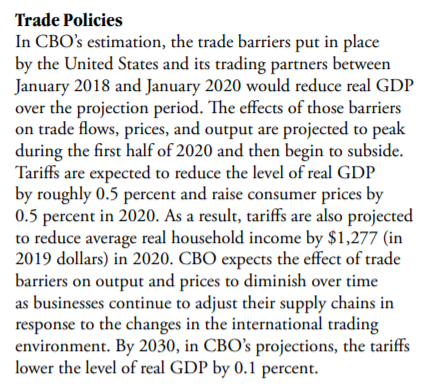 Trade Policies
In CBO’s estimation, the trade barriers put in place
by the United States and its trading partners between
January 2018 and January 2020 would reduce real GDP
over the projection period. The effects of those barriers
on trade flows, prices, and output are projected to peak
during the first half of 2020 and then begin to subside.
Tariffs are expected to reduce the level of real GDP
by roughly 0.5 percent and raise consumer prices by
0.5 percent in 2020. As a result, tariffs are also projected
to reduce average real household income by $1,277 (in
2019 dollars) in 2020. CBO expects the effect of trade
barriers on output and prices to diminish over time
as businesses continue to adjust their supply chains in
response to the changes in the international trading
environment. By 2030, in CBO’s projections, the tariffs
lower the level of real GDP by 0.1 percent.